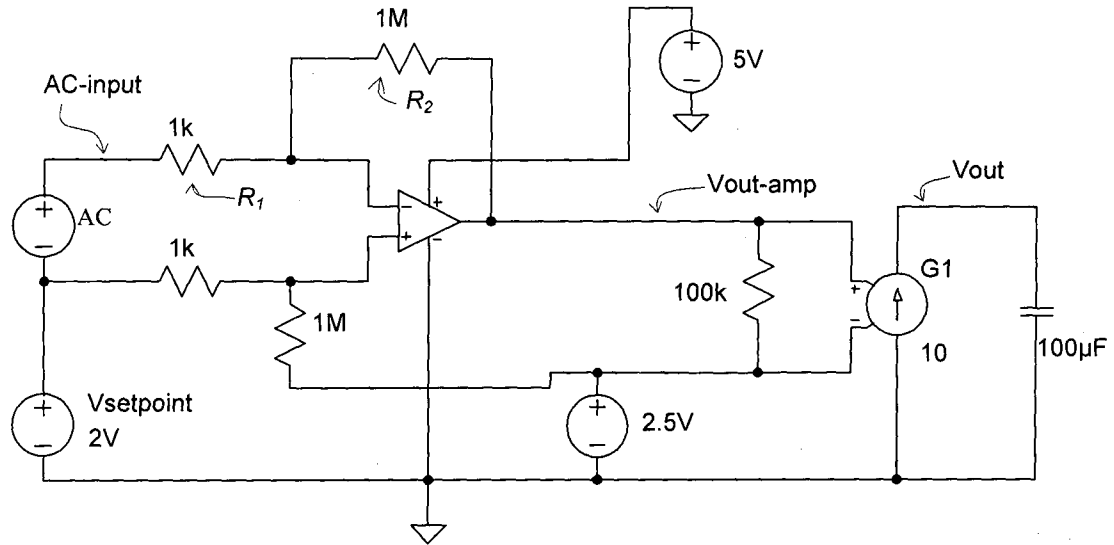 1M
R2
5V
AC-input
1k
R1
Vout-amp
Vout
AC
+
−
1k
1M
100k
G1
10
100µF
Vsetpoint
2V
2.5V